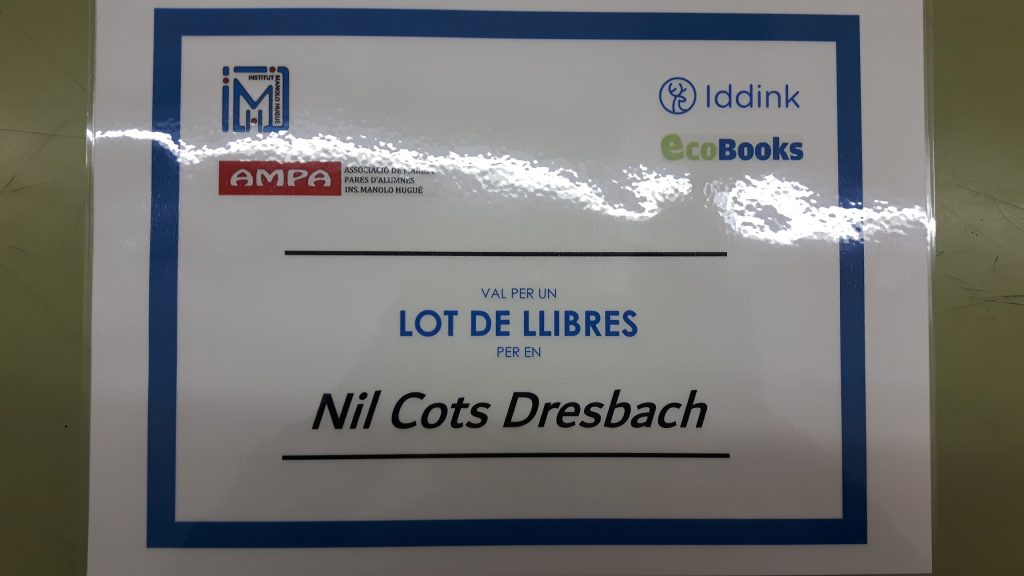 INSTITUT
MANOLO HUGUÉ
Iddink
ecoBooks
AMPA
ASSOCIACIÓ DE MARES I
PARES D'ALUMNES
INS. MANOLO HUGUÉ
VAL PER UN
LOT DE LLIBRES
PER EN
Nil Cots Dresbach